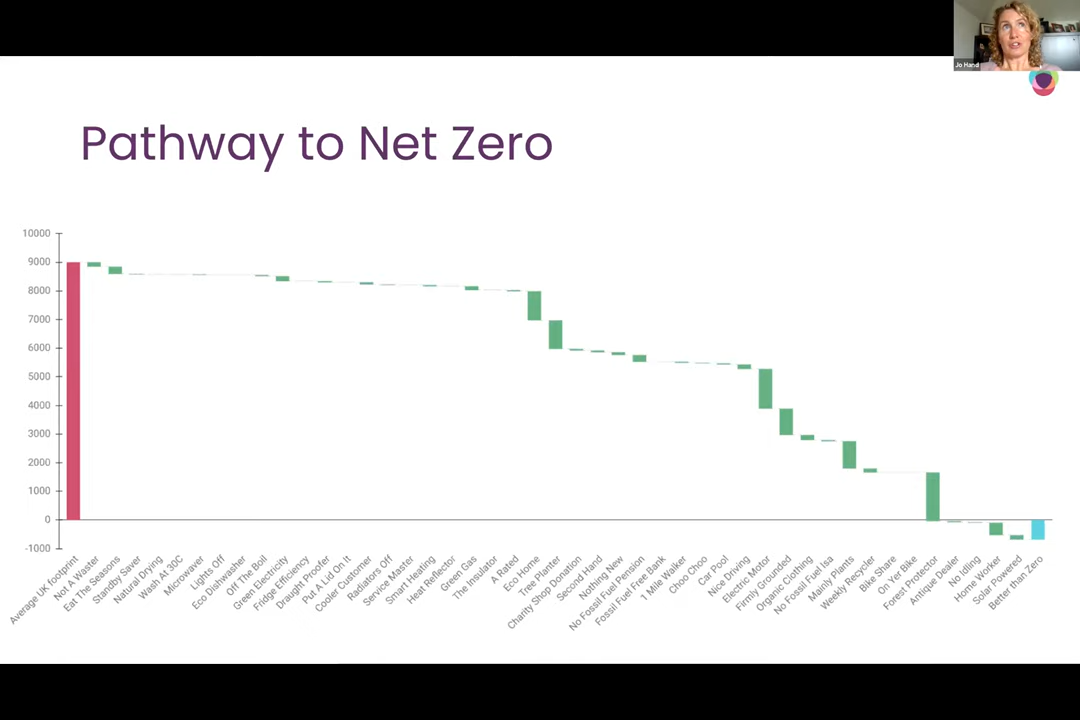 Jo Hand
Pathway to Net Zero
10000
9000
8000
7000
6000
5000
4000
3000
2000
1000
0
-1000
Average UK footprint
Not A Waster
Eat The Seasons
Standby Saver
Natural Drying
Wash At 30C
Microwaver
Lights Off
Eco Dishwasher
Off The Boil
Green Electricity
Fridge Efficiency
Draught Proofer
Put A Lid On It
Cooler Customer
Radiators Off
Service Master
Smart Heating
Heat Reflector
Green Gas
The Insulator
A Rated
Eco Home
Tree Planter
Charity Shop Donation
Second Hand
Nothing New
No Fossil Fuel Pension
Fossil Fuel Free Bank
1 Mile Walker
Choo Choo
Car Pool
Nice Driving
Electric Motor
Firmly Grounded
Organic Clothing
No Fossil Fuel Isa
Mainly Plants
Weekly Recycler
Bike Share
On Yer Bike
Forest Protector
Antique Dealer
No Idling
Home Worker
Solar Powered
Better than Zero